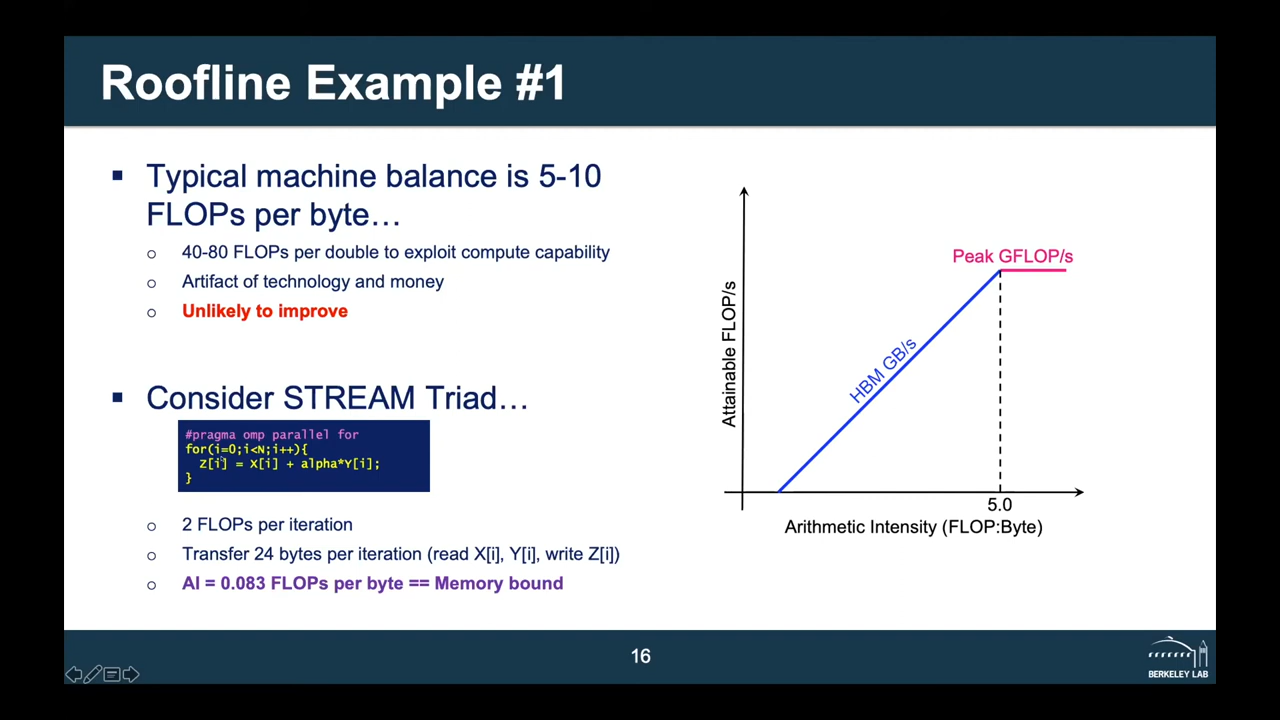 Roofline Example #1
Typical machine balance is 5-10
FLOPs per byte…
40-80 FLOPs per double to exploit compute capability
Artifact of technology and money
Unlikely to improve
Consider STREAM Triad…
#pragma omp parallel for
for(i=0;i<N;i++){
Z[i] = X[i] + alpha*Y[i];
}
2 FLOPs per iteration
Transfer 24 bytes per iteration (read X[i], Y[i], write Z[i])
AI = 0.083 FLOPs per byte == Memory bound
Attainable FLOP/s
Peak GFLOP/s
HBM GB/s
5.0
Arithmetic Intensity (FLOP:Byte)
16
BERKELEY LAB